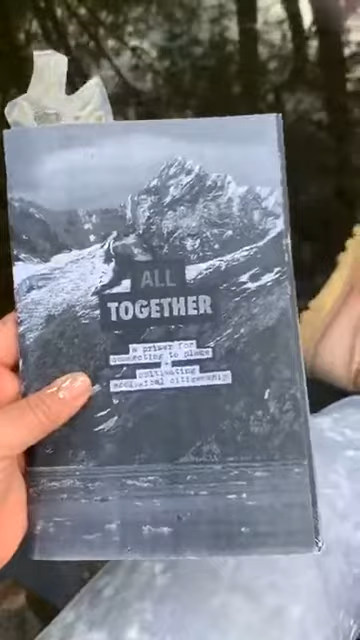 ALL
TOGETHER
a primer for
connecting to place
+
cultivating
ecological citizenship